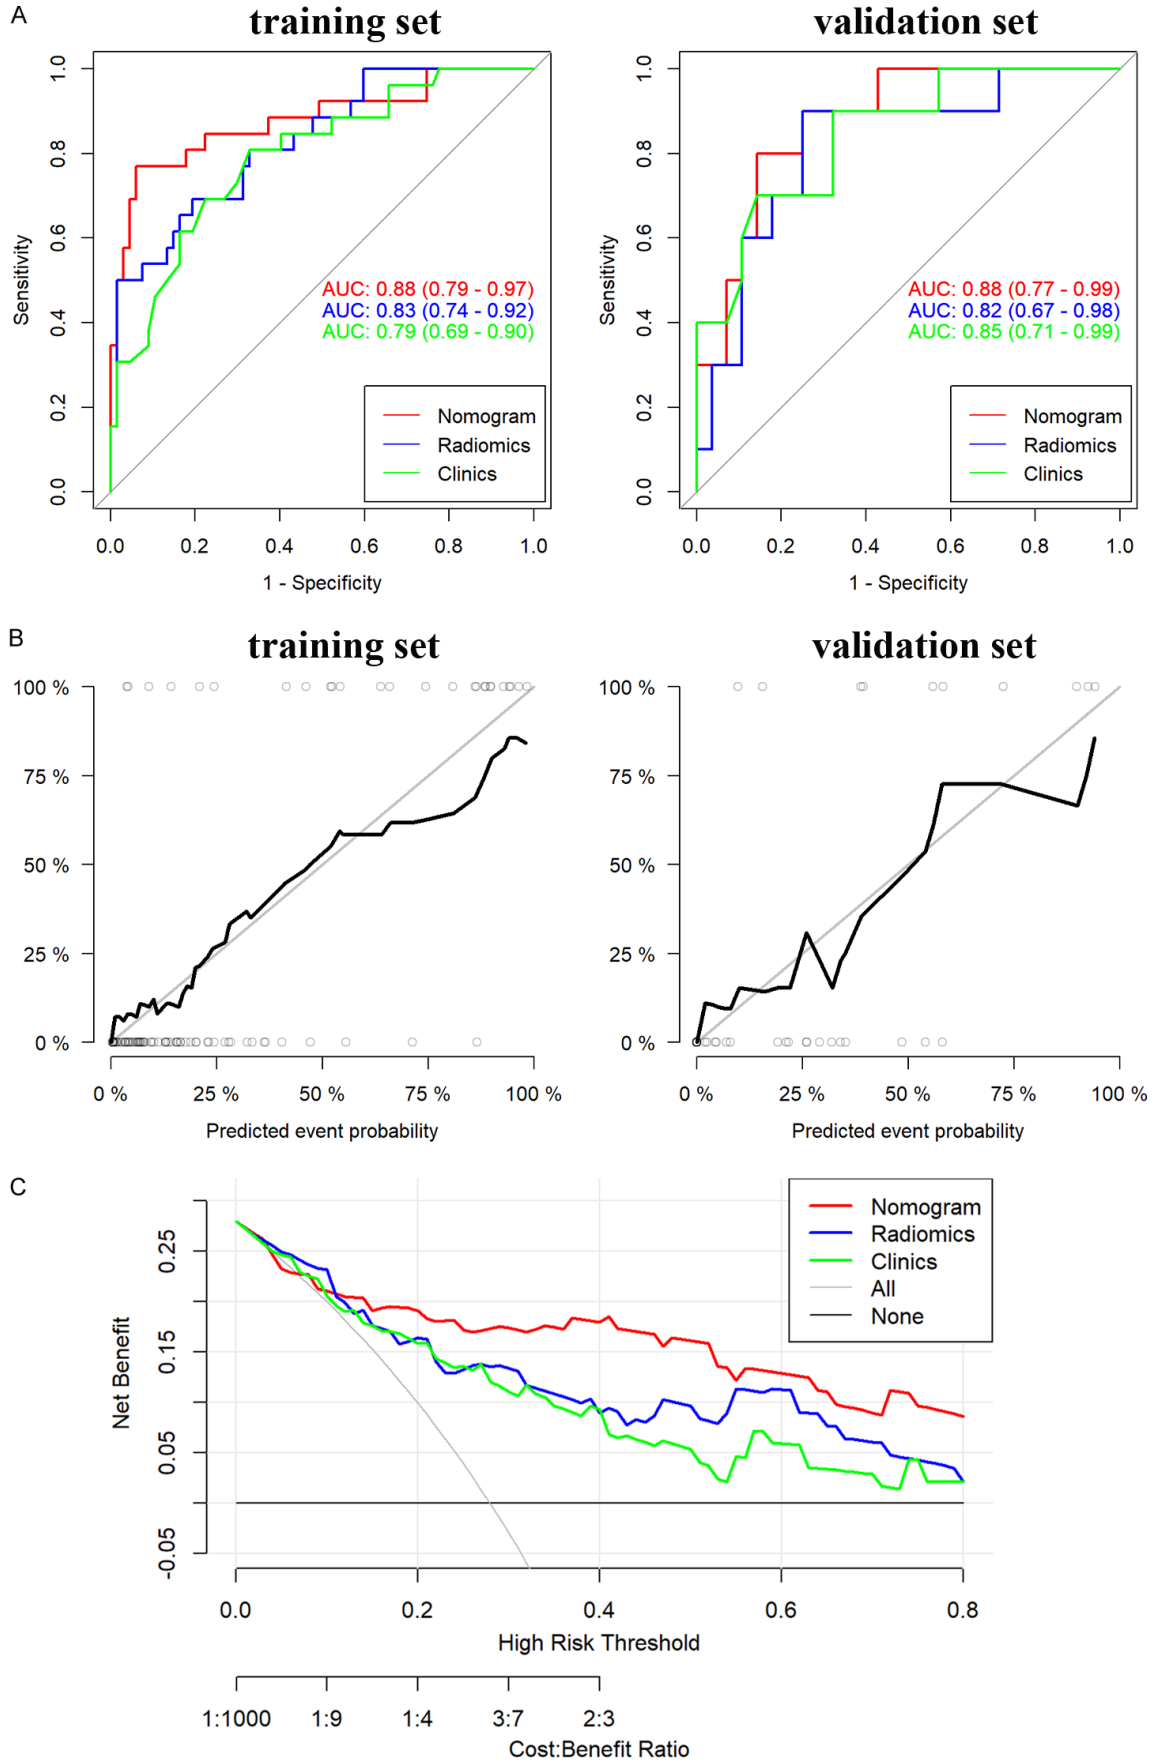 A
training set
validation set
Sensitivity
1.0
0.8
0.6
0.4
0.2
0.0
AUC: 0.88 (0.79 - 0.97)
AUC: 0.83 (0.74 - 0.92)
AUC: 0.79 (0.69 - 0.90)
Nomogram
Radiomics
Clinics
0.0 0.2 0.4 0.6 0.8 1.0
1 - Specificity
Sensitivity
1.0
0.8
0.6
0.4
0.2
0.0
AUC: 0.88 (0.77 - 0.99)
AUC: 0.82 (0.67 - 0.98)
AUC: 0.85 (0.71 - 0.99)
Nomogram
Radiomics
Clinics
0.0 0.2 0.4 0.6 0.8 1.0
1 - Specificity
B
training set
validation set
100 %
75 %
50 %
25 %
0 %
0 % 25 % 50 % 75 % 100 %
Predicted event probability
100 %
75 %
50 %
25 %
0 %
0 % 25 % 50 % 75 % 100 %
Predicted event probability
C
Net Benefit
0.25
0.15
0.05
-0.05
Nomogram
Radiomics
Clinics
All
None
0.0 0.2 0.4 0.6 0.8
High Risk Threshold
1:1000 1:9 1:4 3:7 2:3
Cost:Benefit Ratio